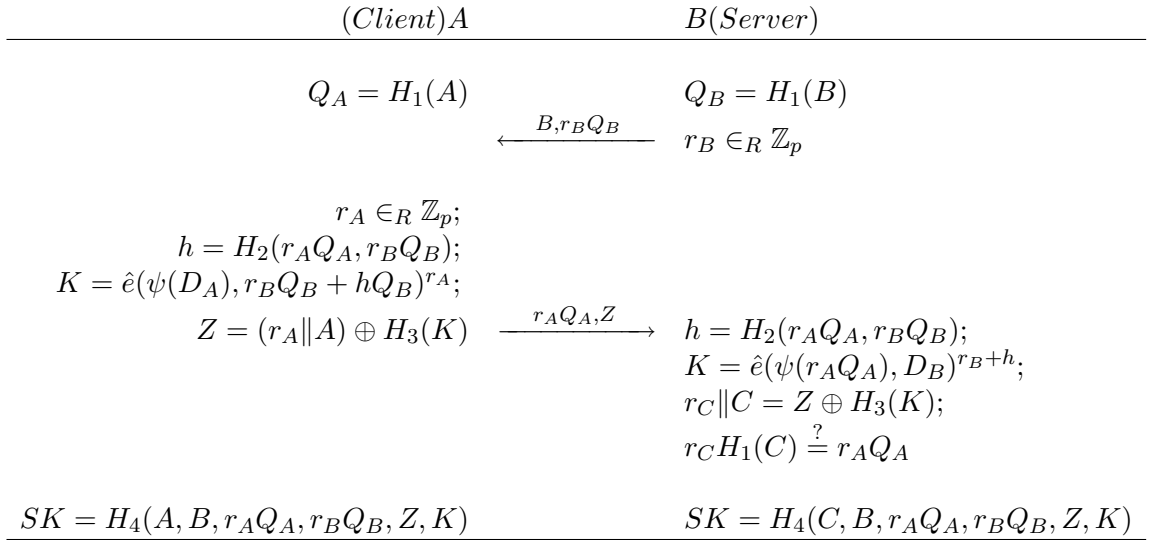 (Client)A B(Server)
Q_A = H_1(A) Q_B = H_1(B)
B,r_BQ_B
r_B ∈_R ℤ_p
r_A ∈_R ℤ_p;
h = H_2(r_AQ_A, r_BQ_B);
K = ê(ψ(D_A), r_BQ_B + hQ_B)^{r_A};
Z = (r_A‖A) ⊕ H_3(K) r_AQ_A,Z h = H_2(r_AQ_A, r_BQ_B);
K = ê(ψ(r_AQ_A), D_B)^{r_B+h};
r_C‖C = Z ⊕ H_3(K);
r_CH_1(C) ≟ r_AQ_A
SK = H_4(A, B, r_AQ_A, r_BQ_B, Z, K) SK = H_4(C, B, r_AQ_A, r_BQ_B, Z, K)